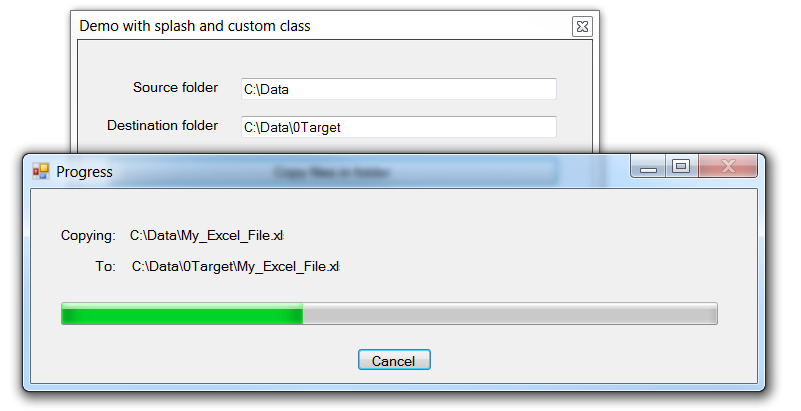 Demo with splash and custom class
Source folder C:\Data
Destination folder C:\Data\0Target
Copy files in folder
Progress
Copying: C:\Data\My_Excel_File.xl
To: C:\Data\0Target\My_Excel_File.xl
Cancel